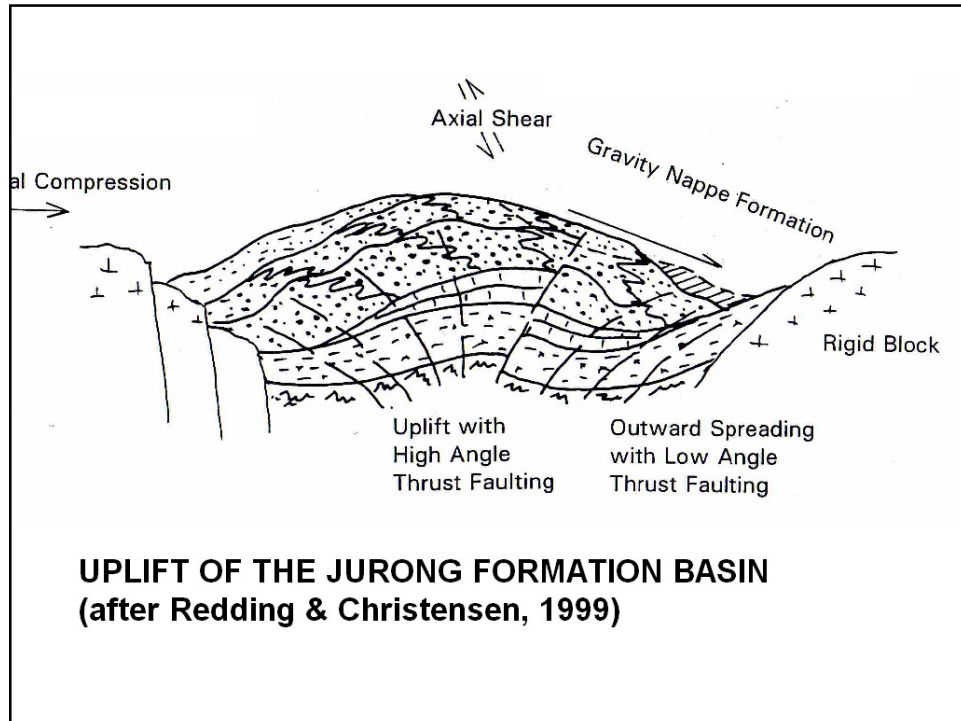 Axial Shear
Gravity Nappe Formation
al Compression
Rigid Block
Uplift with
High Angle
Thrust Faulting
Outward Spreading
with Low Angle
Thrust Faulting
UPLIFT OF THE JURONG FORMATION BASIN
(after Redding & Christensen, 1999)